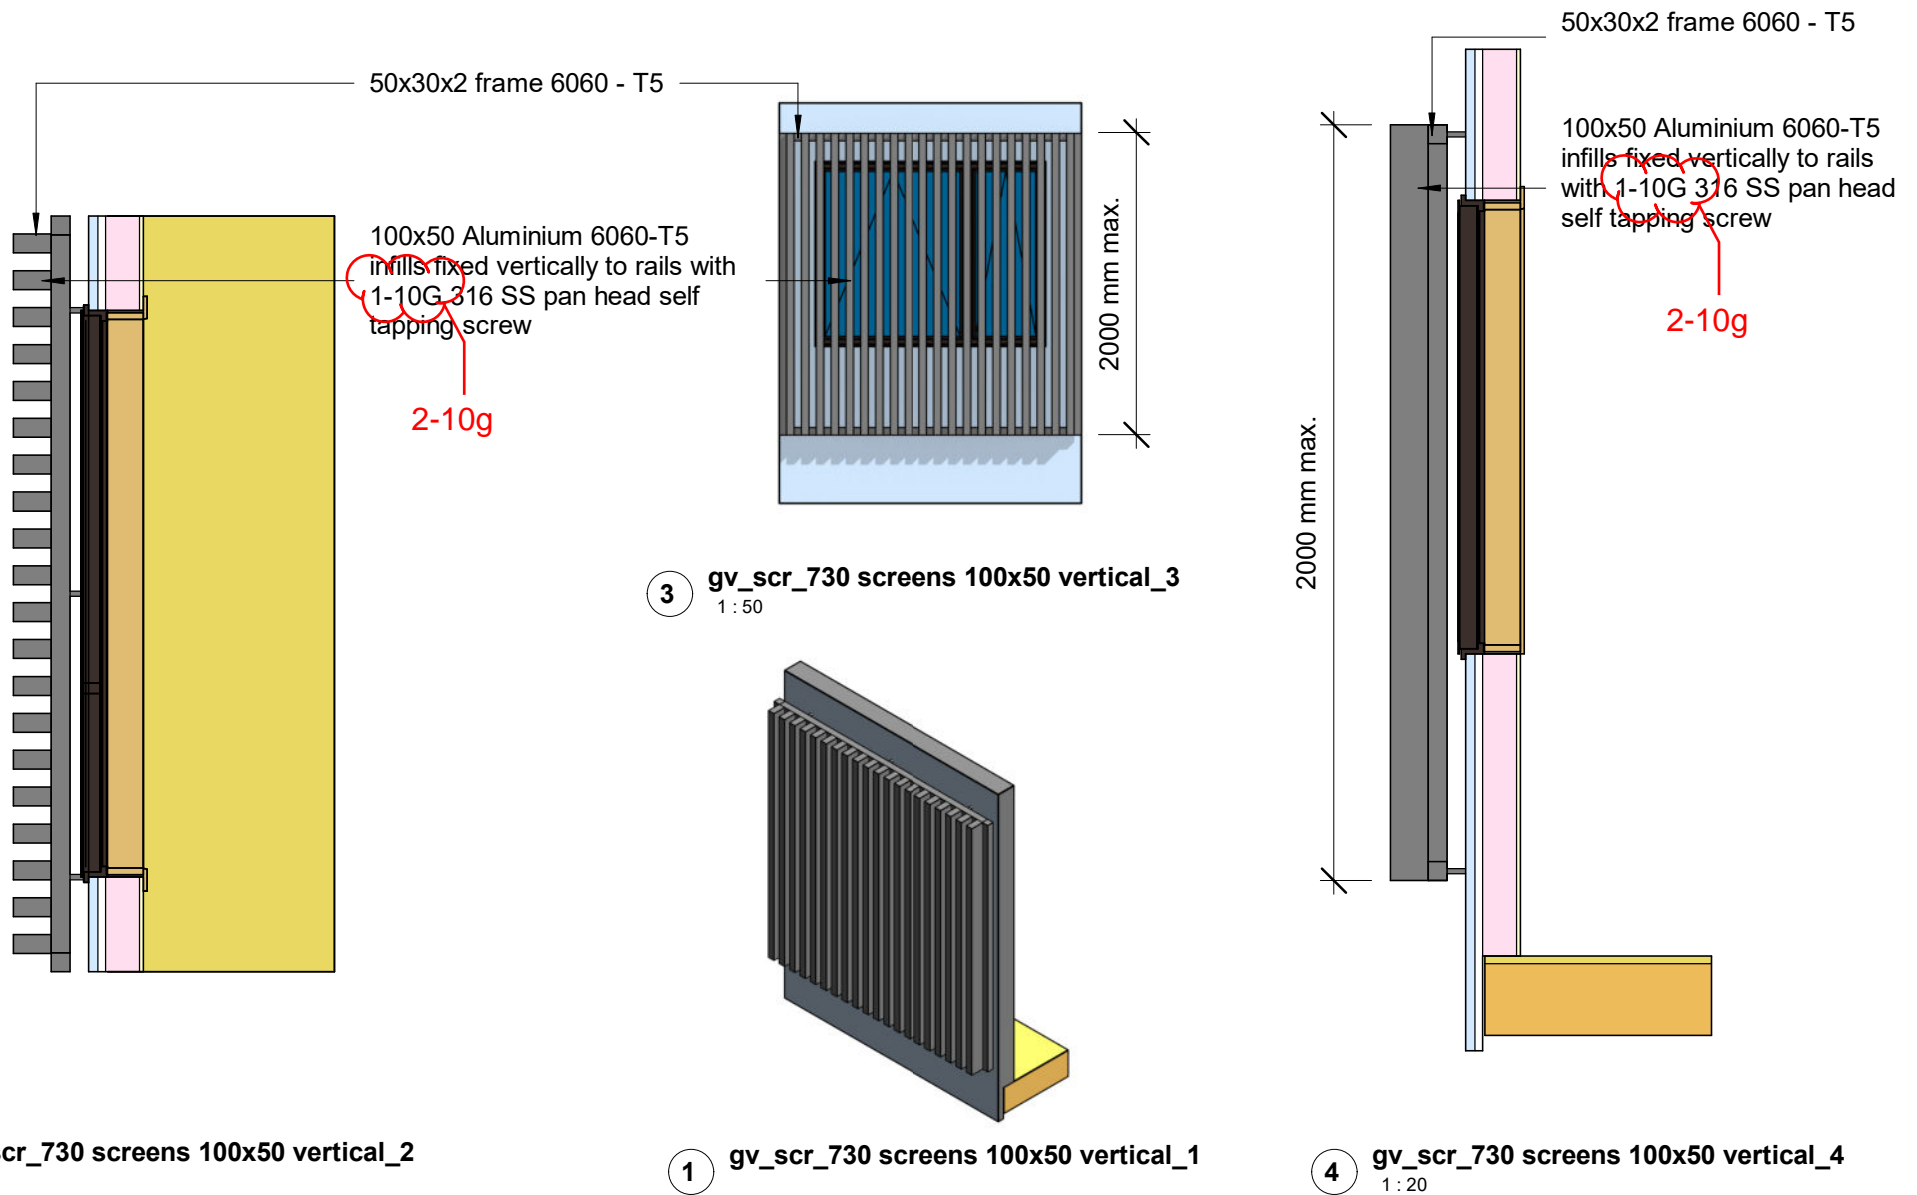 50x30x2 frame 6060 - T5
100x50 Aluminium 6060-T5
infills fixed vertically to rails with
1-10G 316 SS pan head self
tapping screw
2-10g
2000 mm max.
3
gv_scr_730 screens 100x50 vertical_3
1 : 50
50x30x2 frame 6060 - T5
100x50 Aluminium 6060-T5
infills fixed vertically to rails
with 1-10G 316 SS pan head
self tapping screw
2-10g
2000 mm max.
cr_730 screens 100x50 vertical_2
1
gv_scr_730 screens 100x50 vertical_1
4
gv_scr_730 screens 100x50 vertical_4
1 : 20